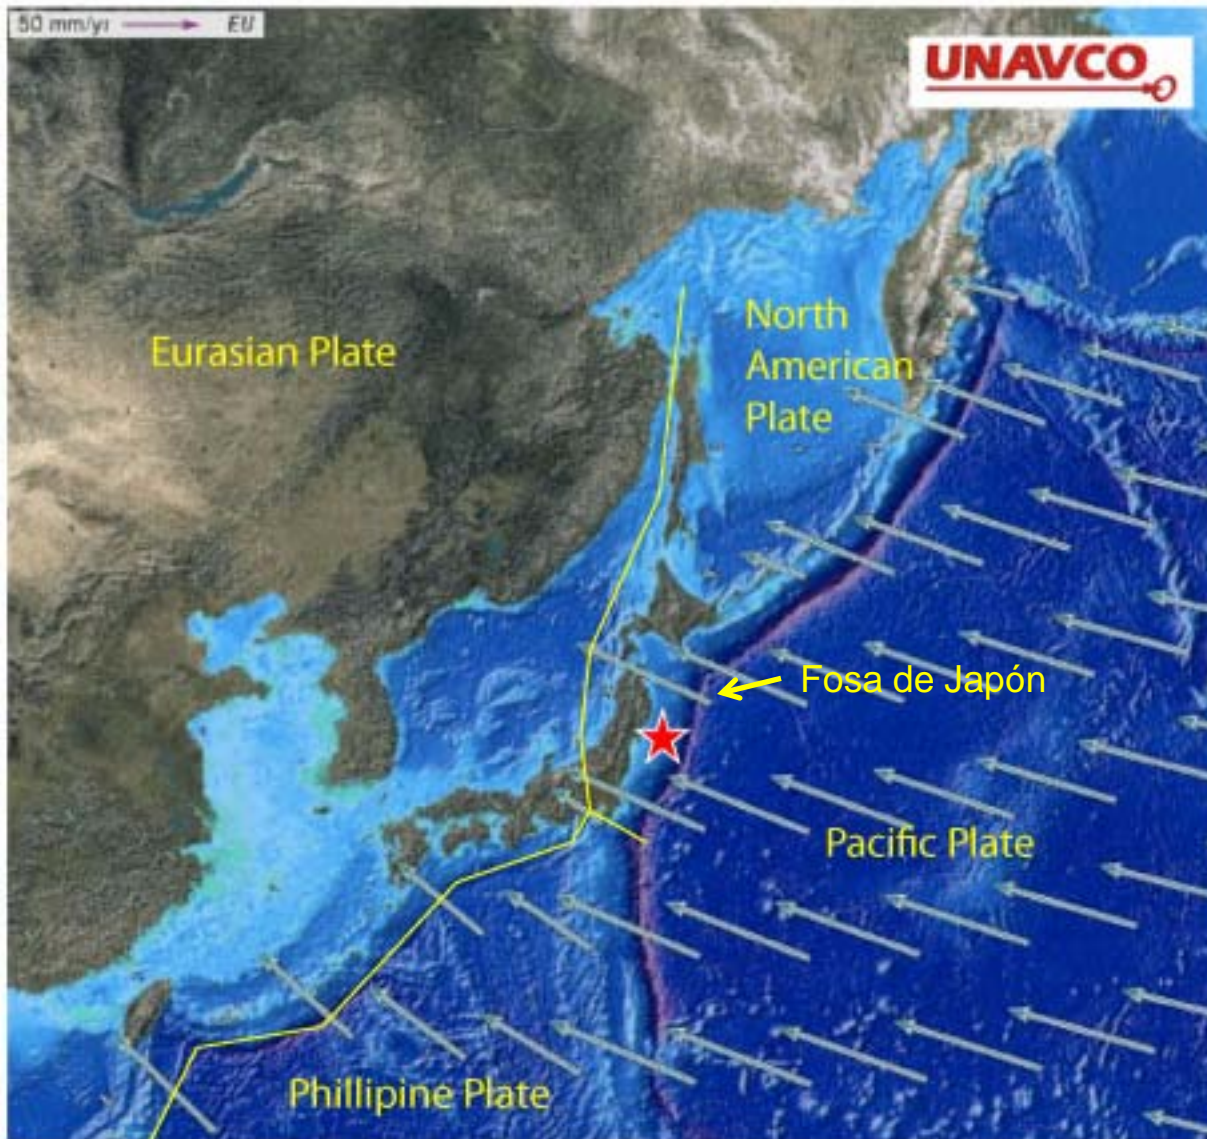 50 mm/yr EU
UNAVCO
North
American
Plate
Eurasian Plate
Fosa de Japón
Pacific Plate
Phillipine Plate